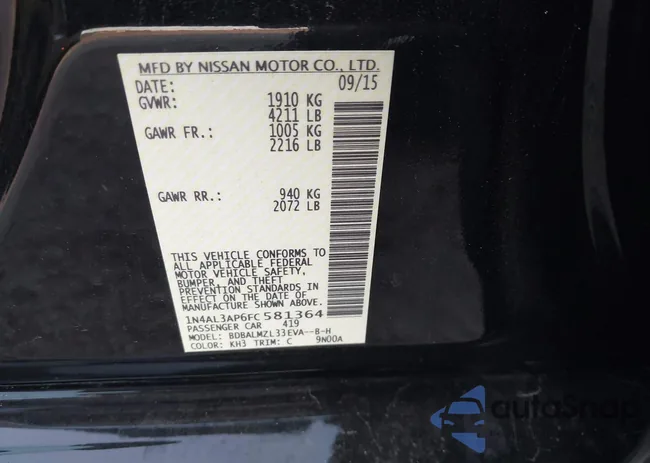 MFD BY NISSAN MOTOR CO., LTD.
DATE: 09/15
GVWR: 1910 KG
4211 LB
GAWR FR.: 1005 KG
2216 LB
GAWR RR.: 940 KG
2072 LB
THIS VEHICLE CONFORMS TO
ALL APPLICABLE FEDERAL
MOTOR VEHICLE SAFETY,
BUMPER, AND THEFT
PREVENTION STANDARDS IN
EFFECT ON THE DATE OF
MANUFACTURE SHOWN ABOVE.
1N4AL3AP6FC581364
PASSENGER CAR 419
MODEL: BDBALMZL33EVA--B-H
COLOR: KH3 TRIM: C 9N00A
autoSnap